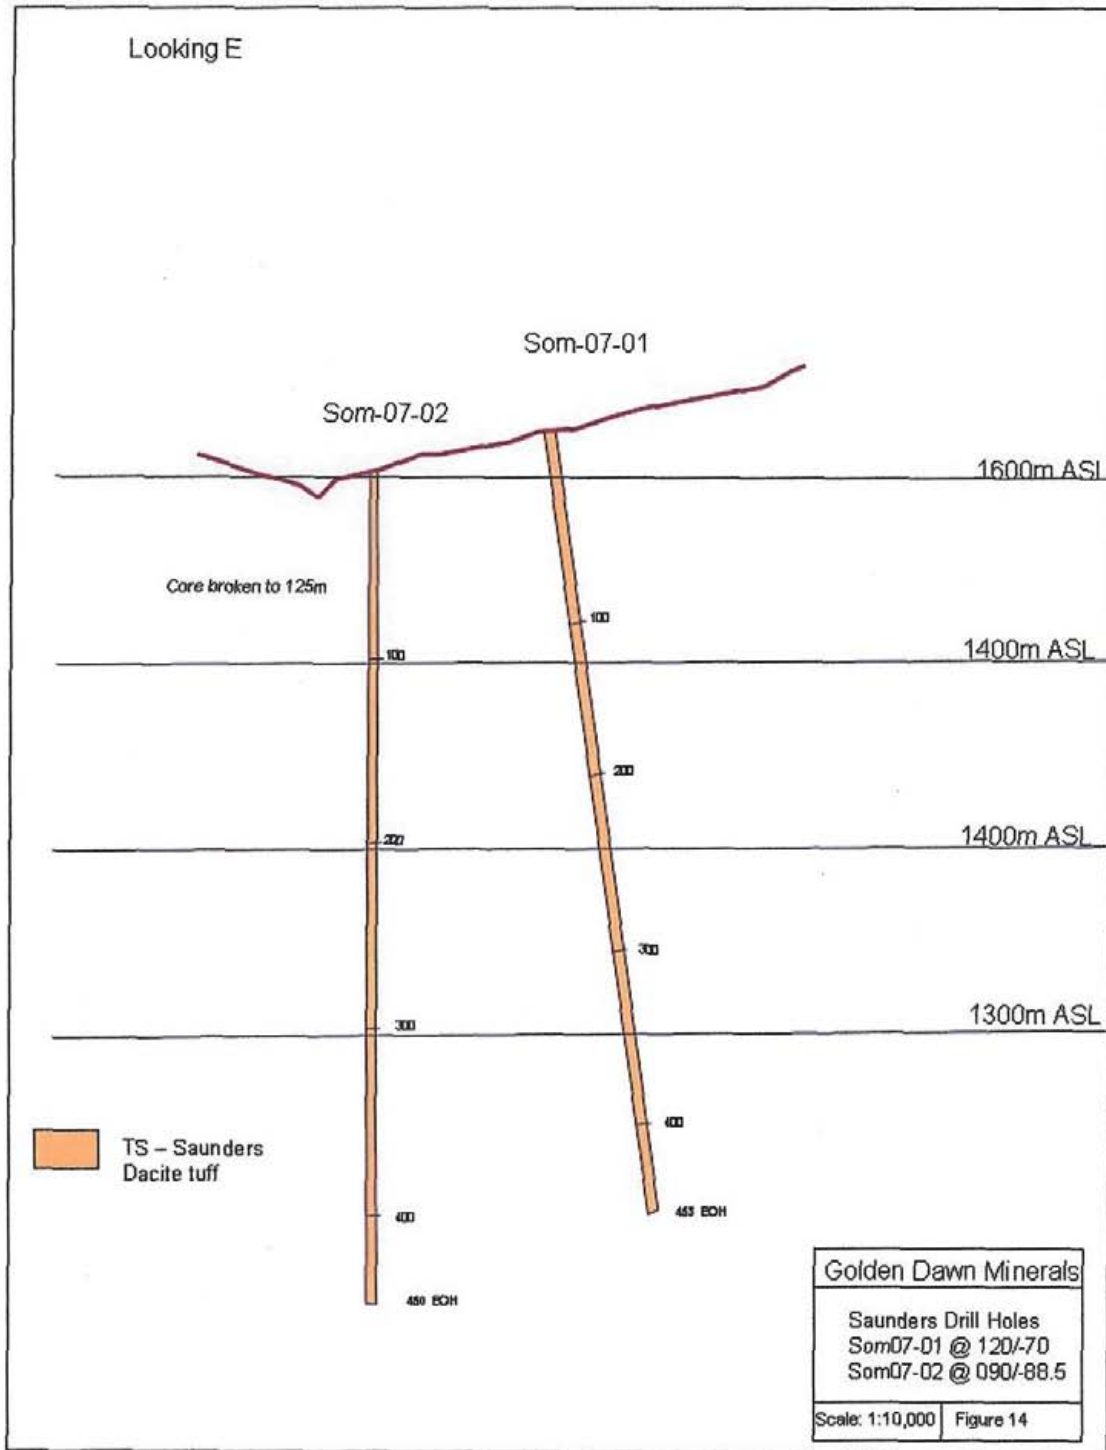 Looking E
Som-07-01
Som-07-02
1600m ASL
Core broken to 125m
100
100
1400m ASL
200
200
1400m ASL
300
300
1300m ASL
400
TS – Saunders
Dacite tuff
400
453 EOH
450 EOH
Golden Dawn Minerals
Saunders Drill Holes
Som07-01 @ 120/-70
Som07-02 @ 090/-88.5
Scale: 1:10,000 Figure 14